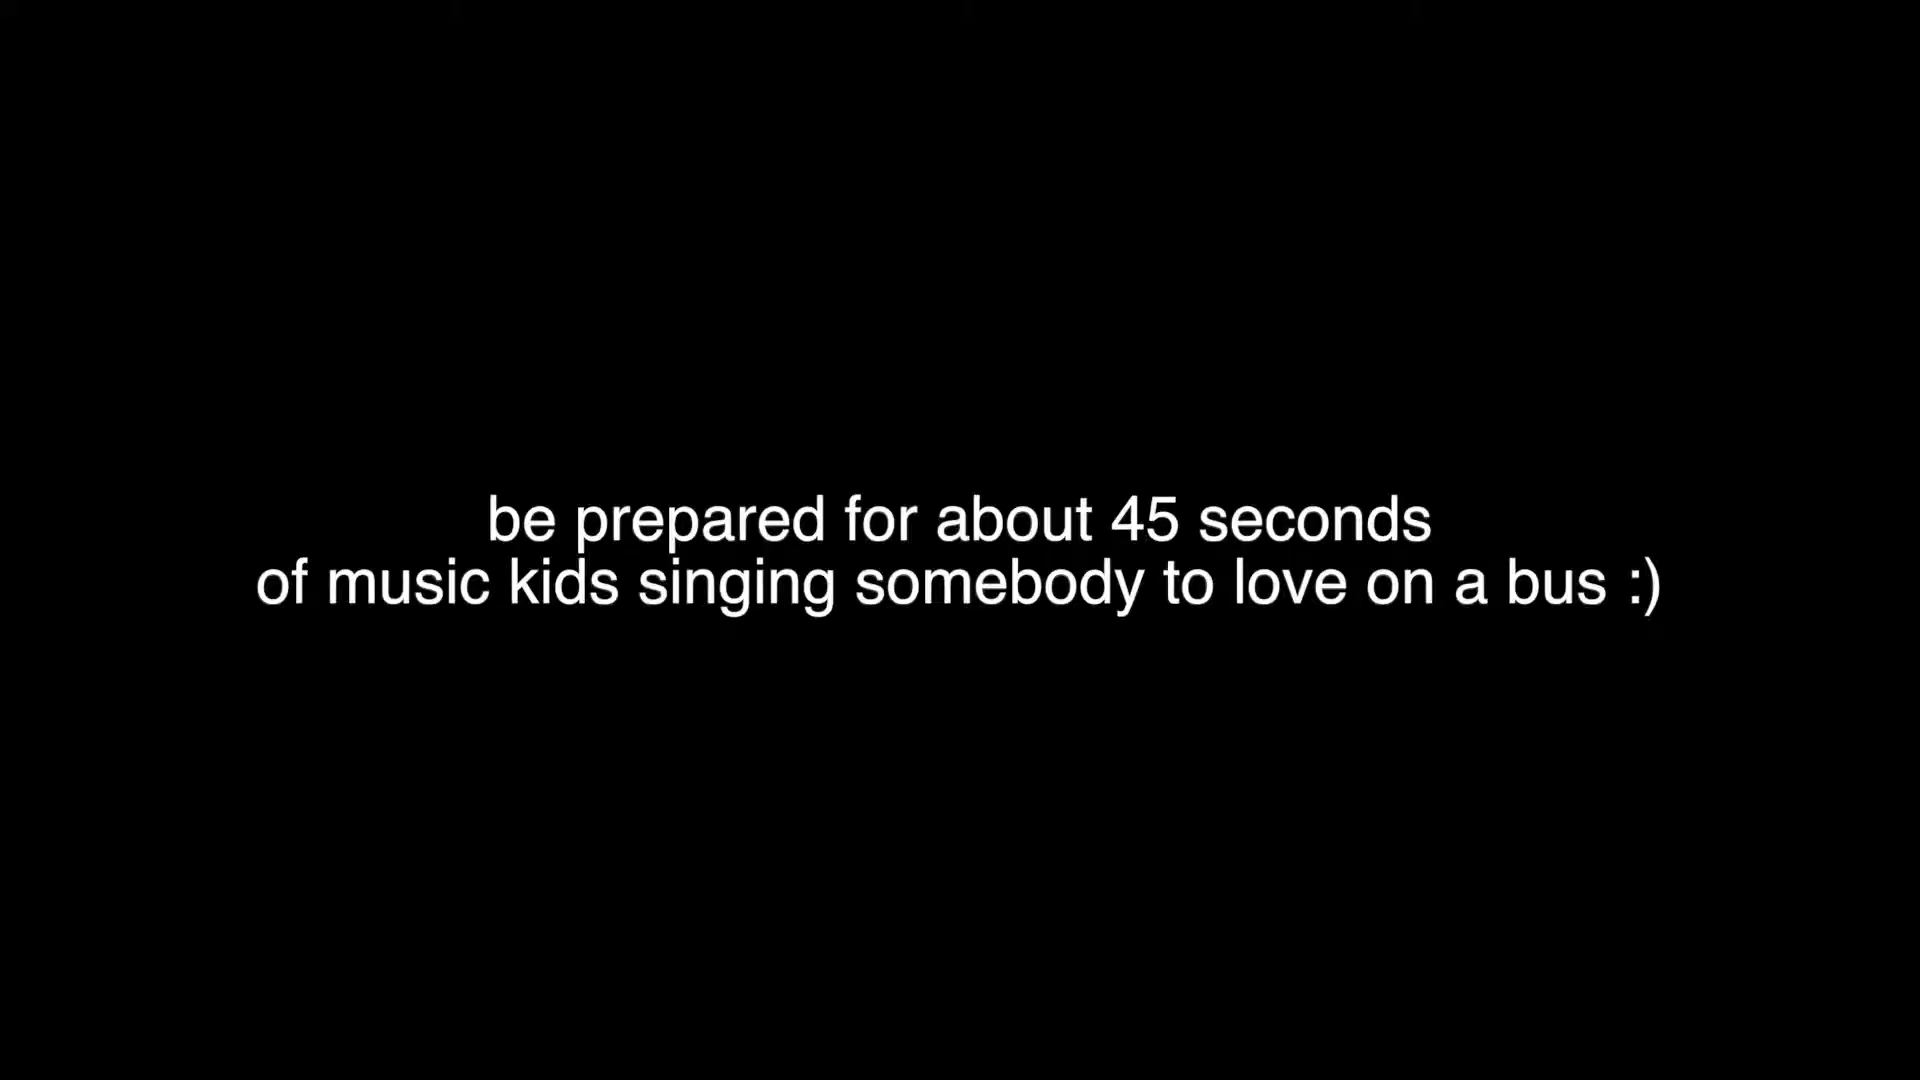 be prepared for about 45 seconds
of music kids singing somebody to love on a bus :)